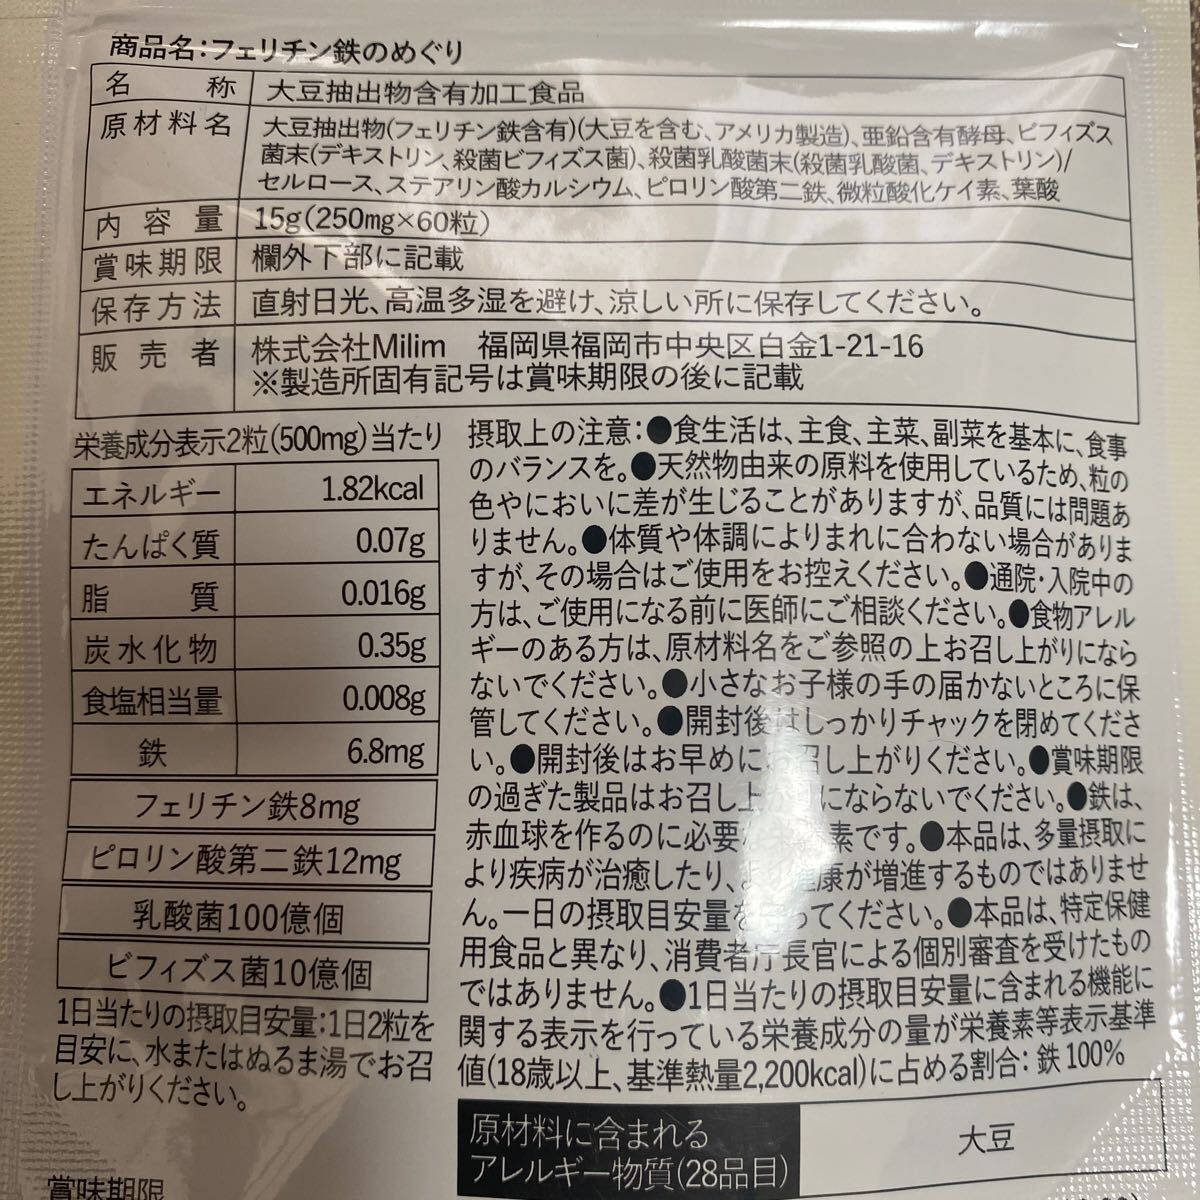 商品名:フェリチン鉄のめぐり
名称 大豆抽出物含有加工食品
原材料名 大豆抽出物(フェリチン鉄含有)(大豆を含む、アメリカ製造)、亜鉛含有酵母、ビフィズス
菌末(デキストリン、殺菌ビフィズス菌)、殺菌乳酸菌末(殺菌乳酸菌、デキストリン)/
セルロース、ステアリン酸カルシウム、ピロリン酸第二鉄、微粒酸化ケイ素、葉酸
内容量 15g(250mg×60粒)
賞味期限 欄外下部に記載
保存方法 直射日光、高温多湿を避け、涼しい所に保存してください。
販売者 株式会社Milim 福岡県福岡市中央区白金1-21-16
※製造所固有記号は賞味期限の後に記載
栄養成分表示2粒(500mg)当たり
エネルギー 1.82kcal
たんぱく質 0.07g
脂質 0.016g
炭水化物 0.35g
食塩相当量 0.008g
鉄 6.8mg
フェリチン鉄8mg
ピロリン酸第二鉄12mg
乳酸菌100億個
ビフィズス菌10億個
1日当たりの摂取目安量:1日2粒を
目安に、水またはぬるま湯でお召
し上がりください。
摂取上の注意:●食生活は、主食、主菜、副菜を基本に、食事
のバランスを。●天然物由来の原料を使用しているため、粒の
色やにおいに差が生じることがありますが、品質には問題あ
りません。●体質や体調によりまれに合わない場合がありま
すが、その場合はご使用をお控えください。●通院・入院中の
方は、ご使用になる前に医師にご相談ください。●食物アレル
ギーのある方は、原材料名をご参照の上お召し上がりになら
ないでください。●小さなお子様の手の届かないところに保
管してください。●開封後はしっかりチャックを閉めてくださ
い。●開封後はお早めに召し上がりください。●賞味期限
の過ぎた製品はお召し上がにならないでください。●鉄は、
赤血球を作るのに必要な素です。●本品は、多量摂取に
より疾病が治癒したり、健康が増進するものではありませ
ん。一日の摂取目安量を守ってください。●本品は、特定保健
用食品と異なり、消費者庁長官による個別審査を受けたもの
ではありません。●1日当たりの摂取目安量に含まれる機能に
関する表示を行っている栄養成分の量が栄養素等表示基準
値(18歳以上、基準熱量2,200kcal)に占める割合:鉄100%
原材料に含まれる
アレルギー物質(28品目) 大豆
賞味期限